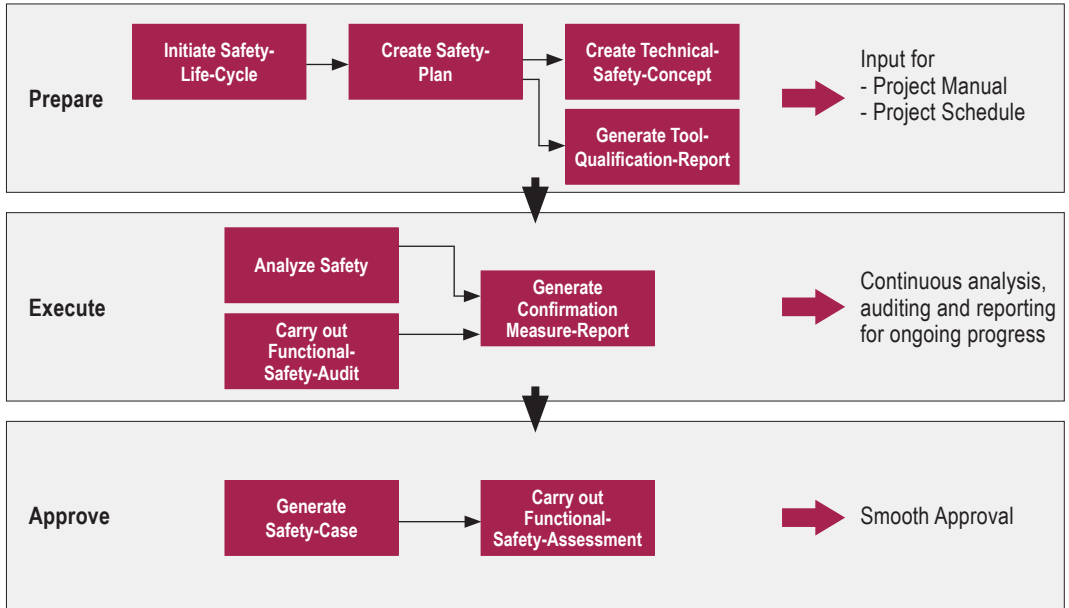 Prepare
Initiate Safety-
Life-Cycle
Create Safety-
Plan
Create Technical-
Safety-Concept
Generate Tool-
Qualification-Report
Input for
- Project Manual
- Project Schedule
Execute
Analyze Safety
Carry out
Functional-
Safety-Audit
Generate
Confirmation
Measure-Report
Continuous analysis,
auditing and reporting
for ongoing progress
Approve
Generate
Safety-Case
Carry out
Functional-
Safety-Assessment
Smooth Approval